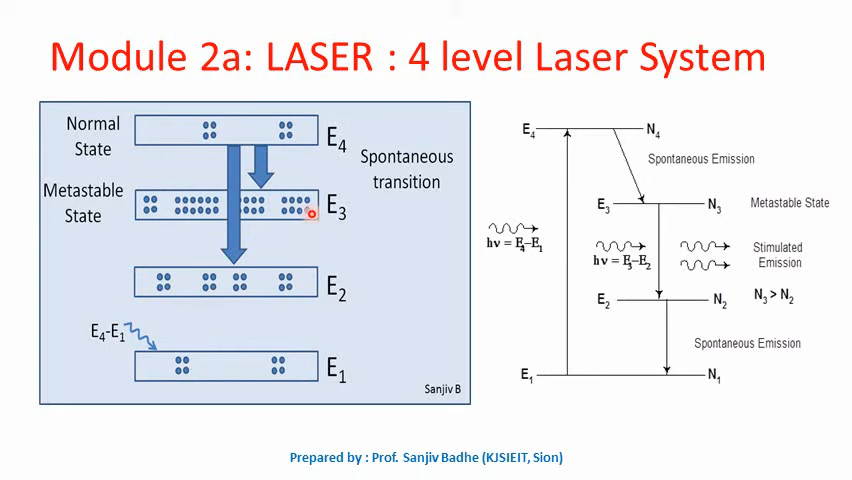 Module 2a: LASER : 4 level Laser System
Normal
State
E4
Spontaneous
transition
Metastable
State
E3
E2
E4-E1
E1
Sanjiv B
E4
N4
Spontaneous Emission
E3
N3
Metastable State
hν = E4–E1
hν = E3–E2
Stimulated
Emission
E2
N2
N3 > N2
Spontaneous Emission
E1
N1
Prepared by : Prof. Sanjiv Badhe (KJSIEIT, Sion)